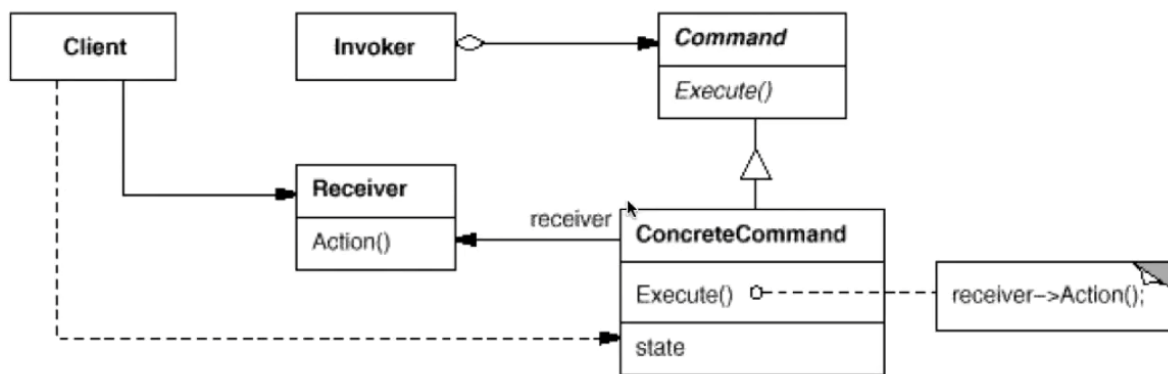 Client
Invoker
Command
Execute()
Receiver
Action()
receiver
ConcreteCommand
Execute()
receiver->Action();
state